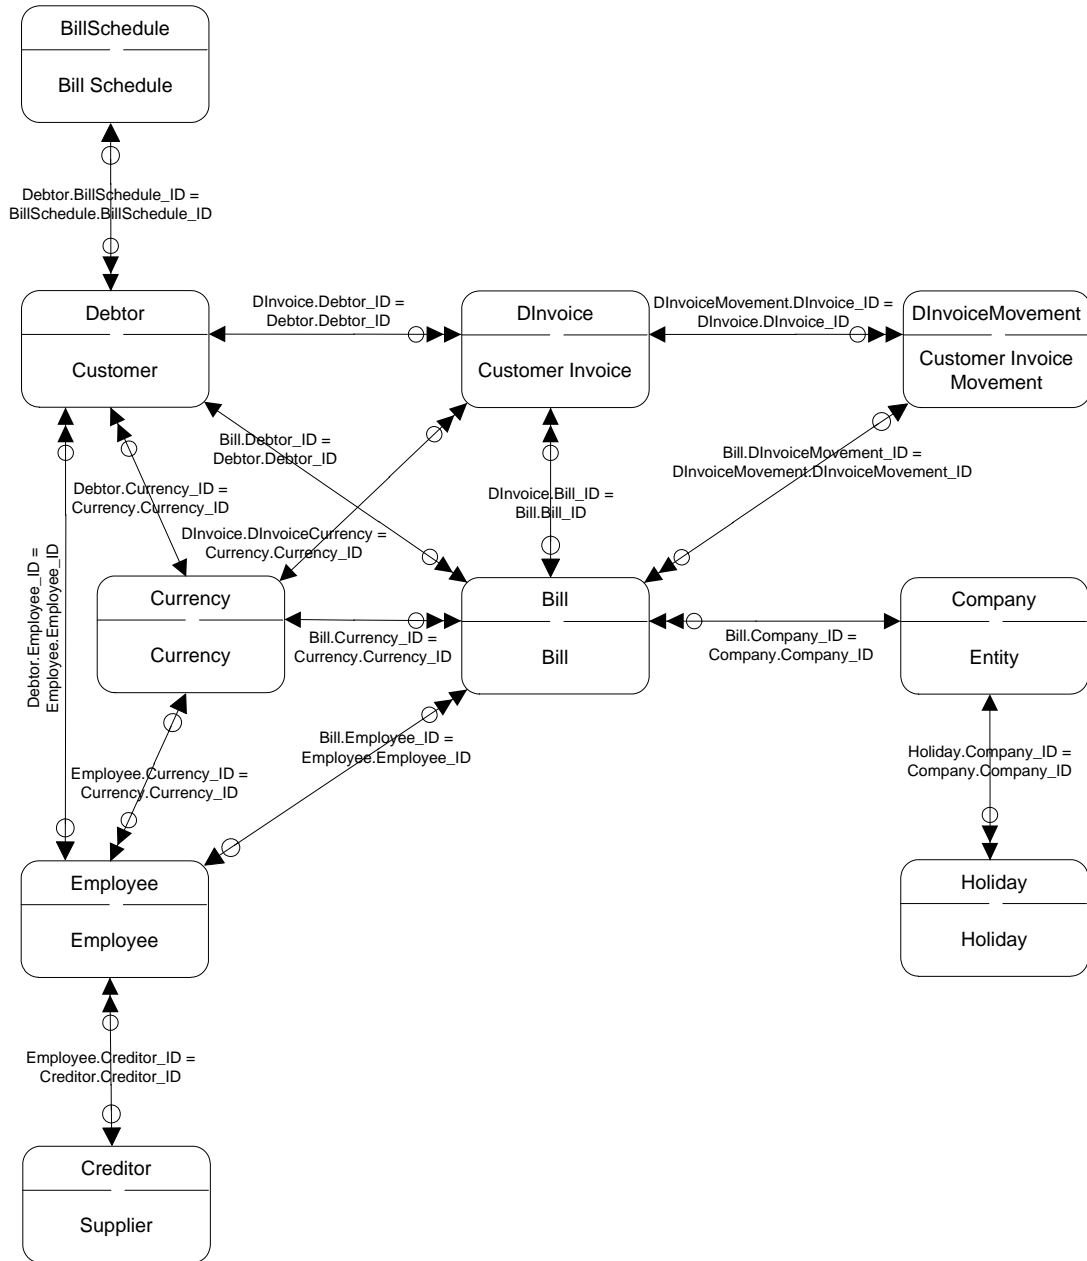 BillSchedule
Bill Schedule
Debtor.BillSchedule_ID =
BillSchedule.BillSchedule_ID
Debtor
Customer
DInvoice.Debtor_ID =
Debtor.Debtor_ID
DInvoice
Customer Invoice
DInvoiceMovement.DInvoice_ID =
DInvoice.DInvoice_ID
DInvoiceMovement
Customer Invoice
Movement
Bill.Debtor_ID =
Debtor.Debtor_ID
Debtor.Currency_ID =
Currency.Currency_ID
DInvoice.DInvoiceCurrency =
Currency.Currency_ID
DInvoice.Bill_ID =
Bill.Bill_ID
Bill.DInvoiceMovement_ID =
DInvoiceMovement.DInvoiceMovement_ID
Debtor.Employee_ID =
Employee.Employee_ID
Currency
Currency
Bill.Currency_ID =
Currency.Currency_ID
Bill
Bill
Bill.Company_ID =
Company.Company_ID
Company
Entity
Employee.Currency_ID =
Currency.Currency_ID
Bill.Employee_ID =
Employee.Employee_ID
Holiday.Company_ID =
Company.Company_ID
Employee
Employee
Holiday
Holiday
Employee.Creditor_ID =
Creditor.Creditor_ID
Creditor
Supplier